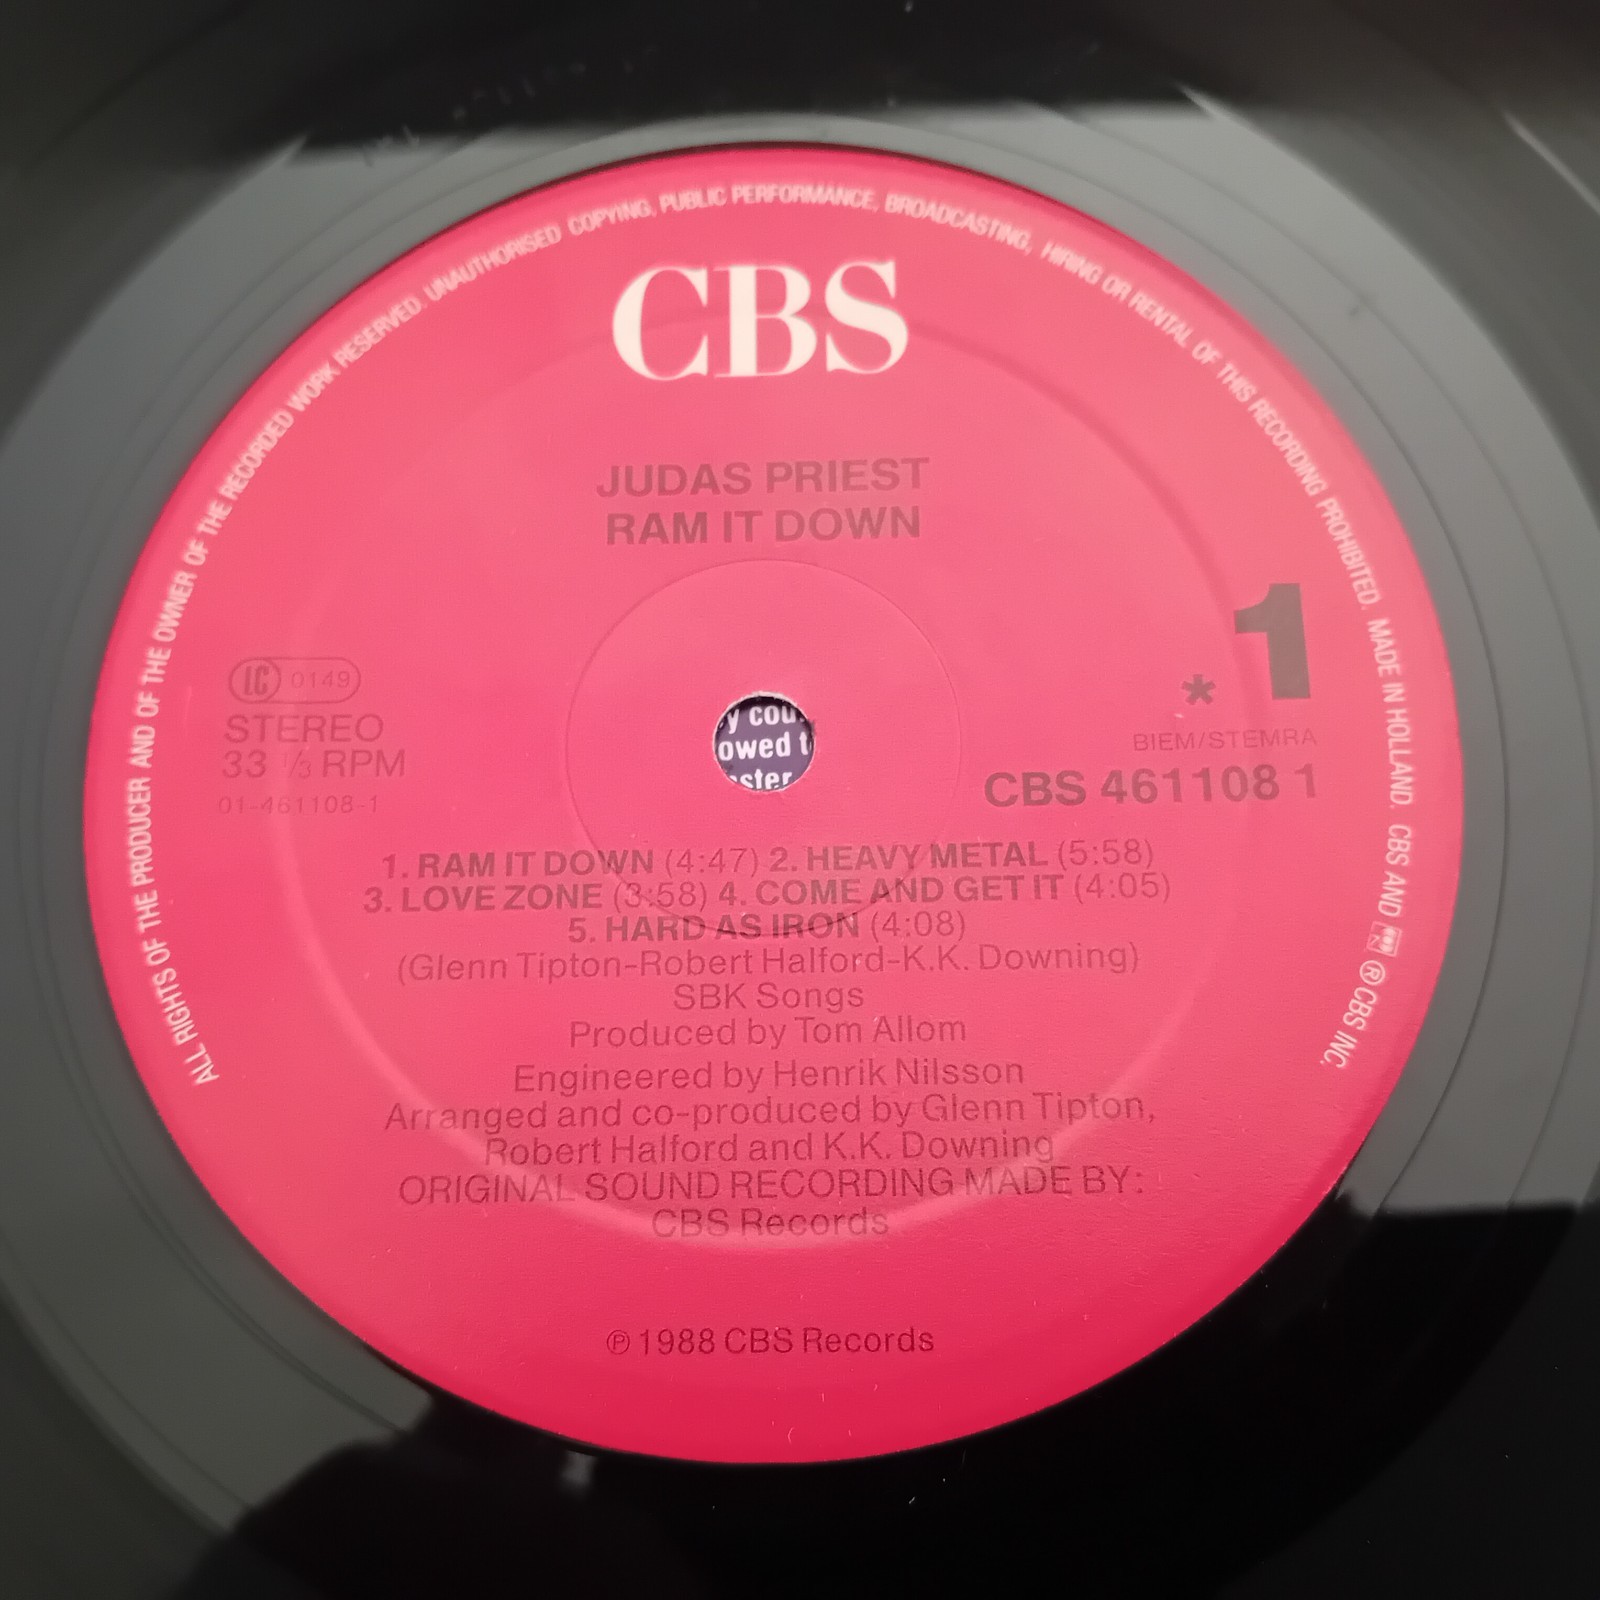 ALL RIGHTS OF THE PRODUCER AND OF THE OWNER OF THE RECORDED WORK RESERVED. UNAUTHORISED COPYING, PUBLIC PERFORMANCE, BROADCASTING, HIRING OR RENTAL OF THIS RECORDING PROHIBITED. MADE IN HOLLAND. CBS AND ® CBS INC.
CBS
JUDAS PRIEST
RAM IT DOWN
1
*
LC 0149
STEREO
33 1/3 RPM
01-461108-1
BIEM/STEMRA
CBS 461108 1
y cou
owed t
ster
1. RAM IT DOWN (4:47) 2. HEAVY METAL (5:58)
3. LOVE ZONE (3:58) 4. COME AND GET IT (4:05)
5. HARD AS IRON (4:08)
(Glenn Tipton-Robert Halford-K.K. Downing)
SBK Songs
Produced by Tom Allom
Engineered by Henrik Nilsson
Arranged and co-produced by Glenn Tipton,
Robert Halford and K.K. Downing
ORIGINAL SOUND RECORDING MADE BY:
CBS Records
℗ 1988 CBS Records